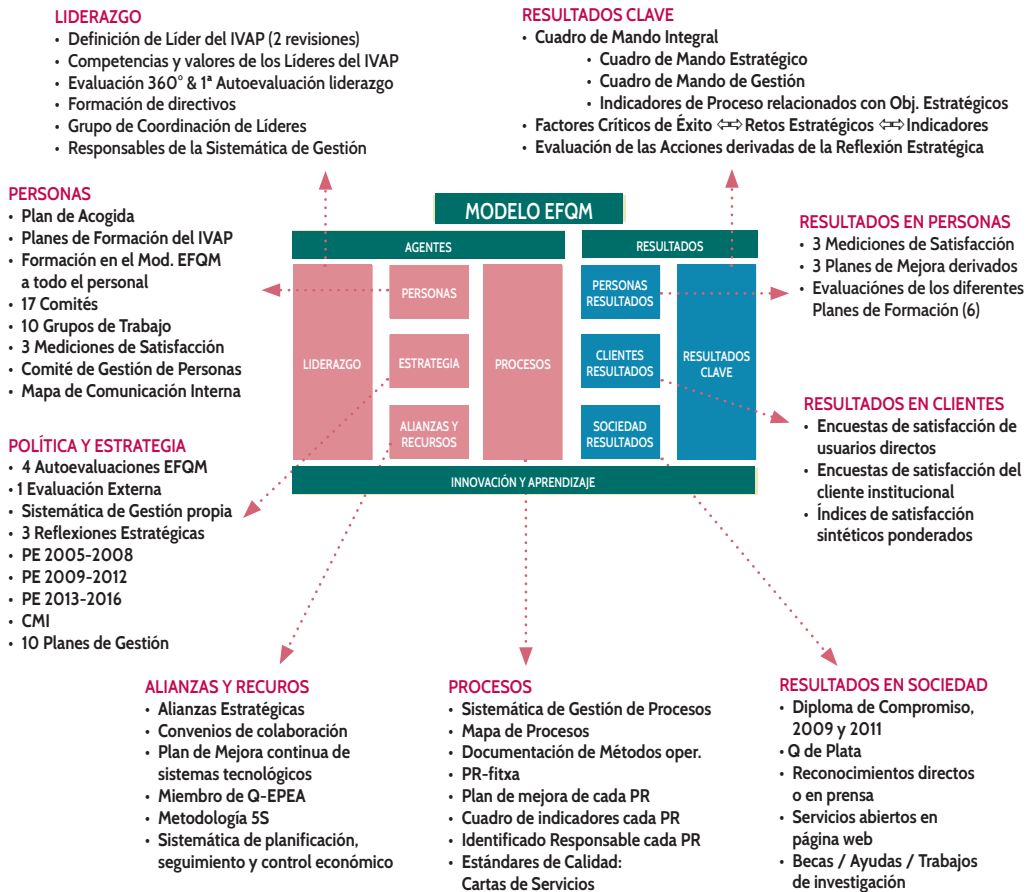 LIDERAZGO
• Definición de Líder del IVAP (2 revisiones)
• Competencias y valores de los Líderes del IVAP
• Evaluación 360° & 1ª Autoevaluación liderazgo
• Formación de directivos
• Grupo de Coordinación de Líderes
• Responsables de la Sistemática de Gestión
RESULTADOS CLAVE
• Cuadro de Mando Integral
• Cuadro de Mando Estratégico
• Cuadro de Mando de Gestión
• Indicadores de Proceso relacionados con Obj. Estratégicos
• Factores Críticos de Éxito ⇔ Retos Estratégicos ⇔ Indicadores
• Evaluación de las Acciones derivadas de la Reflexión Estratégica
PERSONAS
• Plan de Acogida
• Planes de Formación del IVAP
• Formación en el Mod. EFQM
a todo el personal
• 17 Comités
• 10 Grupos de Trabajo
• 3 Mediciones de Satisfacción
• Comité de Gestión de Personas
• Mapa de Comunicación Interna
MODELO EFQM
AGENTES
RESULTADOS
LIDERAZGO
PERSONAS
ESTRATEGIA
ALIANZAS Y
RECURSOS
PROCESOS
PERSONAS
RESULTADOS
CLIENTES
RESULTADOS
SOCIEDAD
RESULTADOS
RESULTADOS
CLAVE
INNOVACIÓN Y APRENDIZAJE
RESULTADOS EN PERSONAS
• 3 Mediciones de Satisfacción
• 3 Planes de Mejora derivados
• Evaluaciónes de los diferentes
Planes de Formación (6)
RESULTADOS EN CLIENTES
• Encuestas de satisfacción de
usuarios directos
• Encuestas de satisfacción del
cliente institucional
• Índices de satisfacción
sintéticos ponderados
POLÍTICA Y ESTRATEGIA
• 4 Autoevaluaciones EFQM
• 1 Evaluación Externa
• Sistemática de Gestión propia
• 3 Reflexiones Estratégicas
• PE 2005-2008
• PE 2009-2012
• PE 2013-2016
• CMI
• 10 Planes de Gestión
ALIANZAS Y RECUROS
• Alianzas Estratégicas
• Convenios de colaboración
• Plan de Mejora continua de
sistemas tecnológicos
• Miembro de Q-EPEA
• Metodología 5S
• Sistemática de planificación,
seguimiento y control económico
PROCESOS
• Sistemática de Gestión de Procesos
• Mapa de Procesos
• Documentación de Métodos oper.
• PR-fitxa
• Plan de mejora de cada PR
• Cuadro de indicadores cada PR
• Identificado Responsable cada PR
• Estándares de Calidad:
Cartas de Servicios
RESULTADOS EN SOCIEDAD
• Diploma de Compromiso,
2009 y 2011
• Q de Plata
• Reconocimientos directos
o en prensa
• Servicios abiertos en
página web
• Becas / Ayudas / Trabajos
de investigación